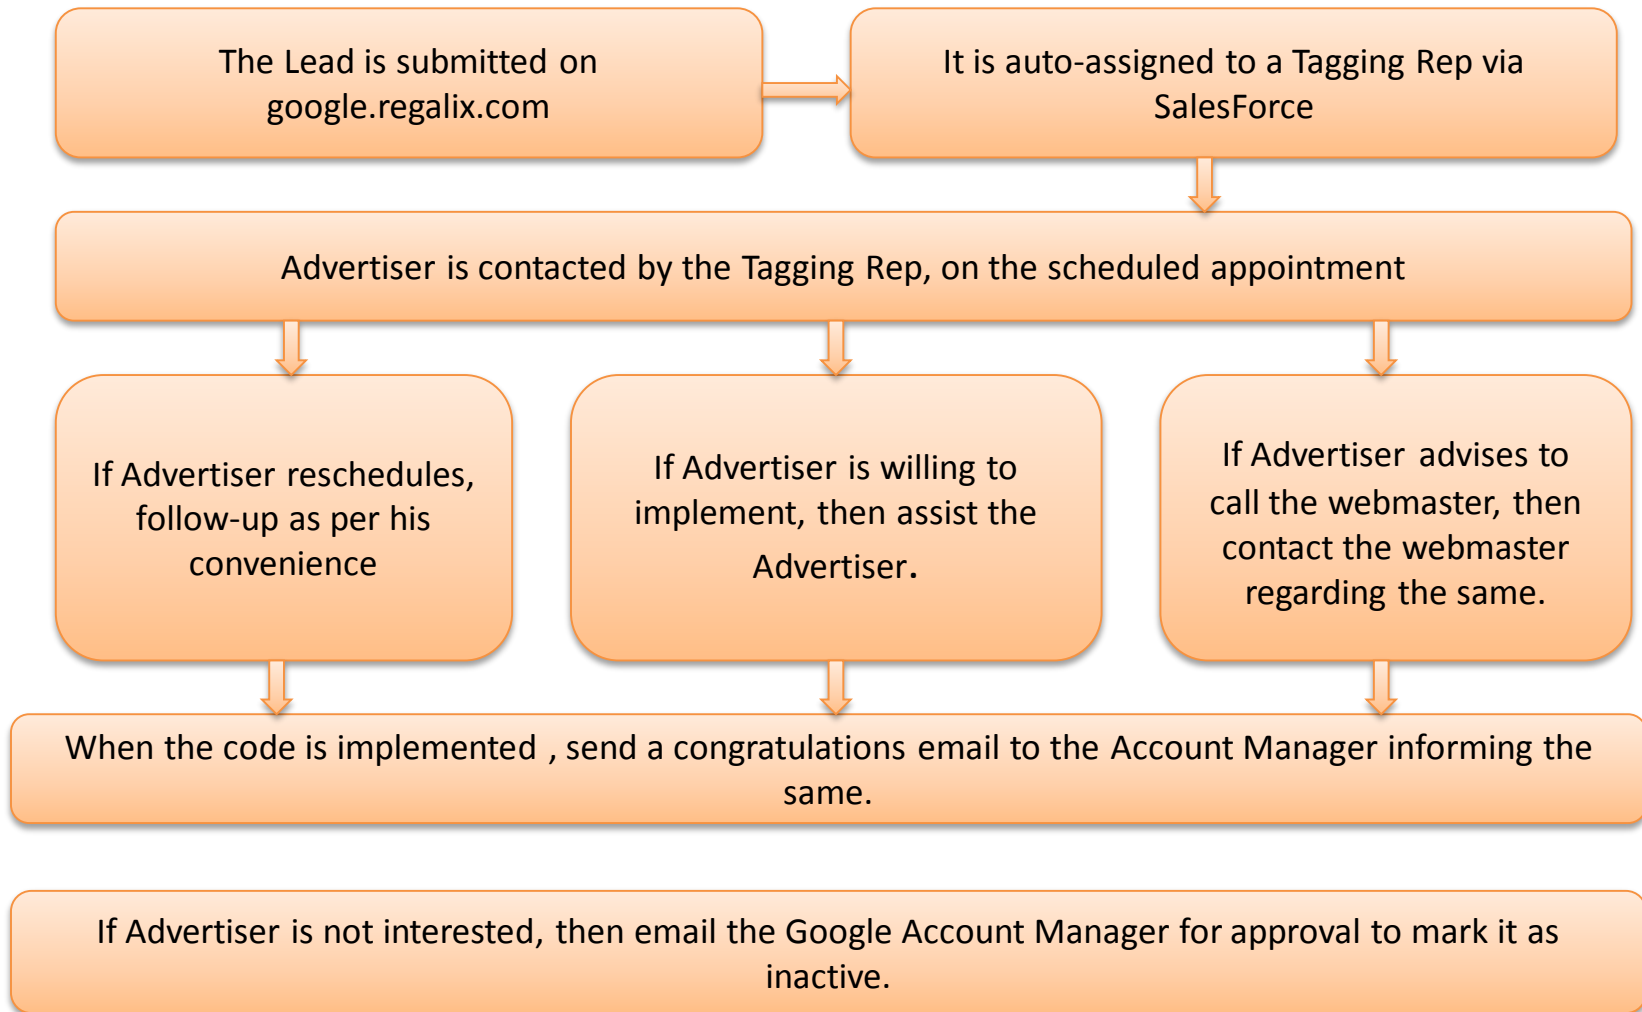 The Lead is submitted on
google.regalix.com
It is auto-assigned to a Tagging Rep via
SalesForce
Advertiser is contacted by the Tagging Rep, on the scheduled appointment
If Advertiser reschedules,
follow-up as per his
convenience
If Advertiser is willing to
implement, then assist the
Advertiser.
If Advertiser advises to
call the webmaster, then
contact the webmaster
regarding the same.
When the code is implemented , send a congratulations email to the Account Manager informing the
same.
If Advertiser is not interested, then email the Google Account Manager for approval to mark it as
inactive.